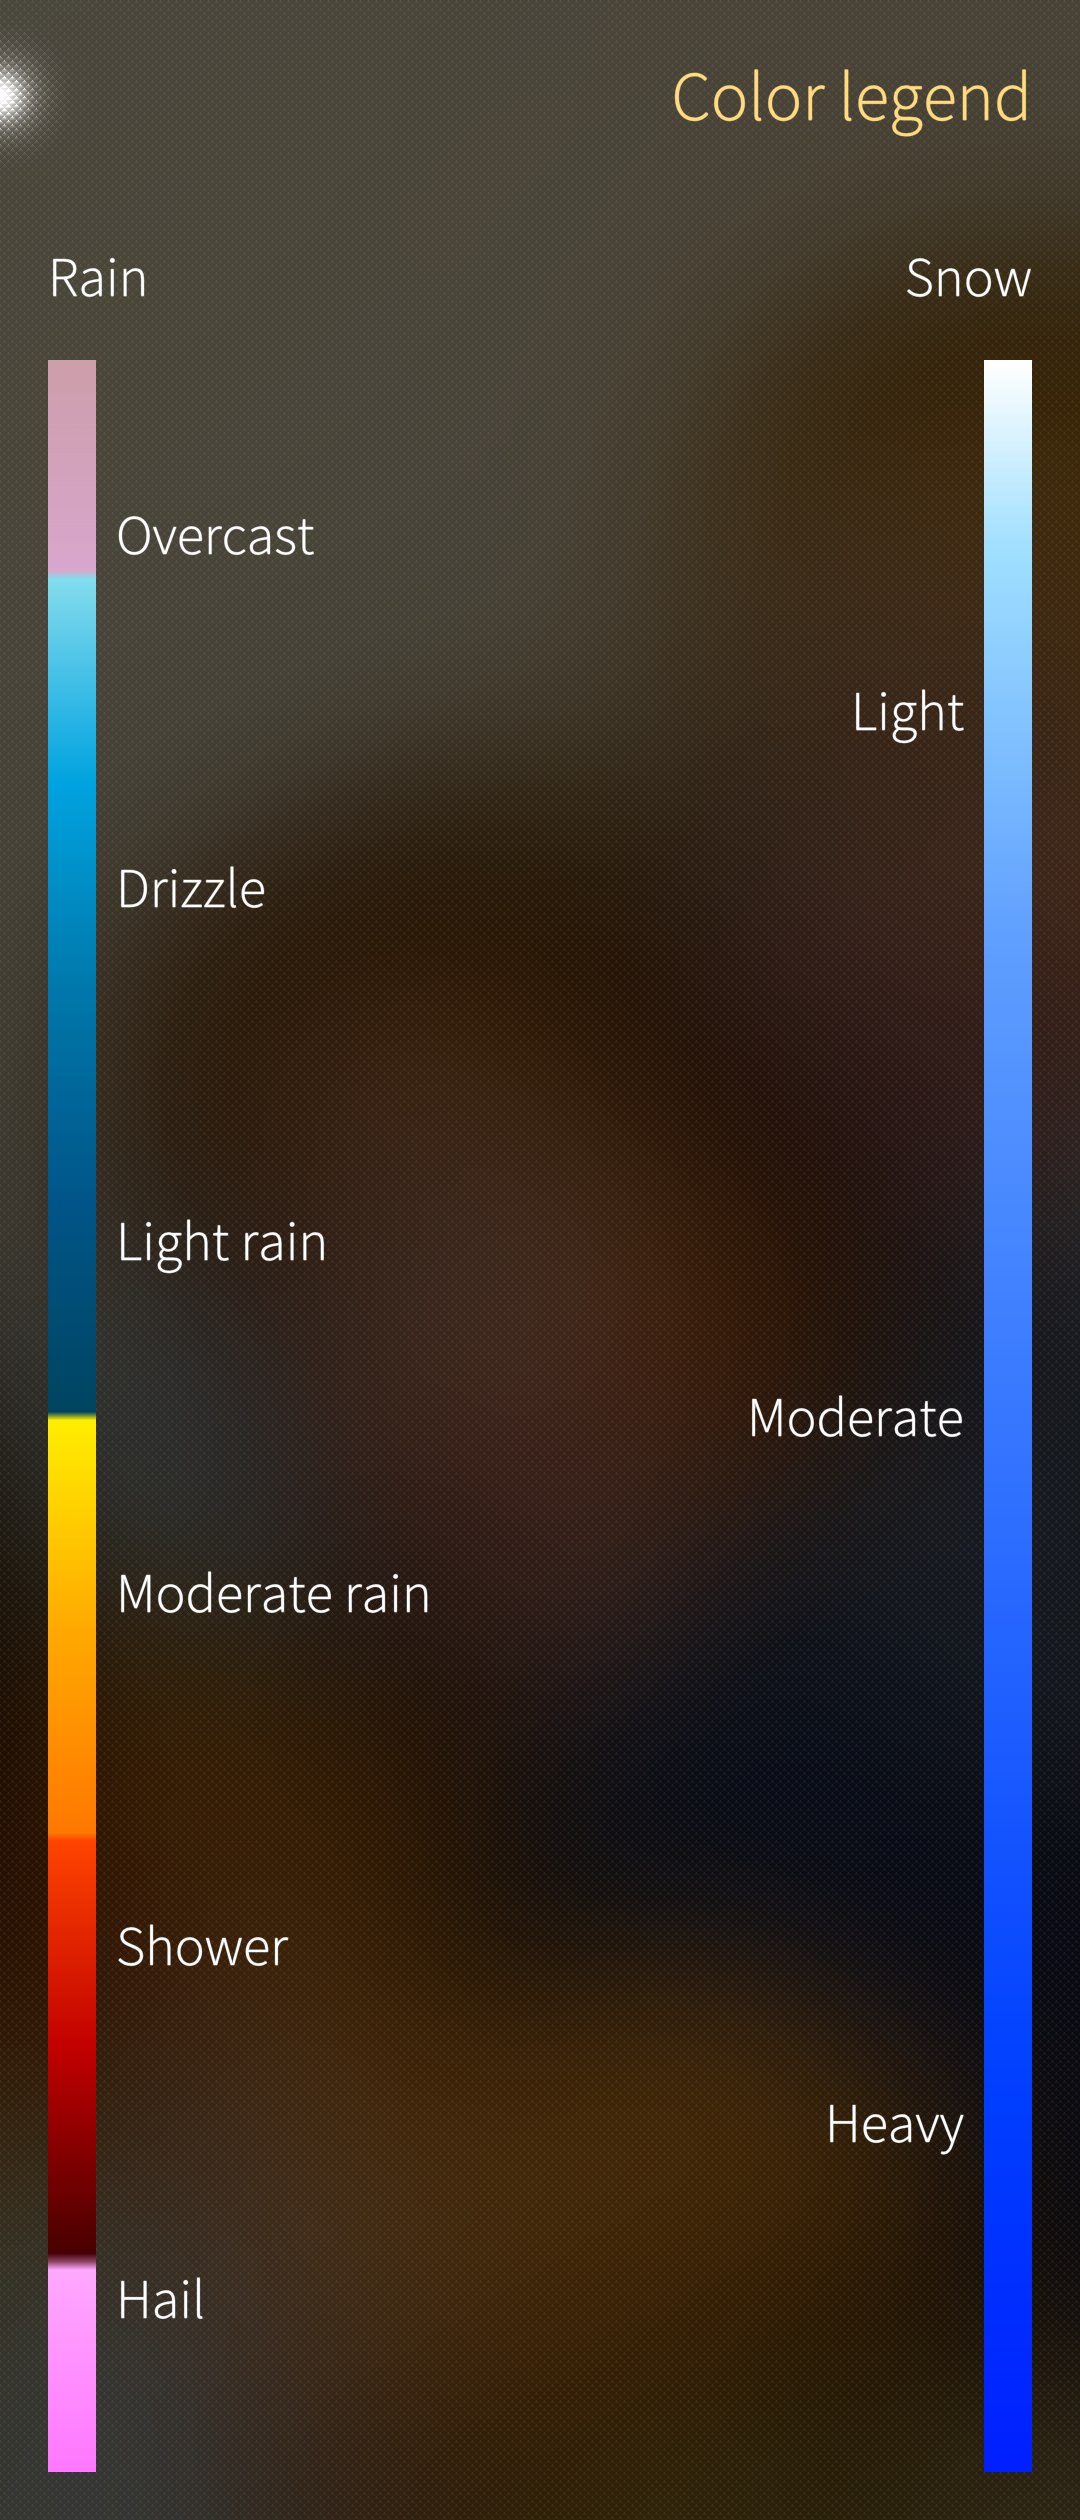 Color legend
Rain
Snow
Overcast
Light
Drizzle
Light rain
Moderate
Moderate rain
Shower
Heavy
Hail